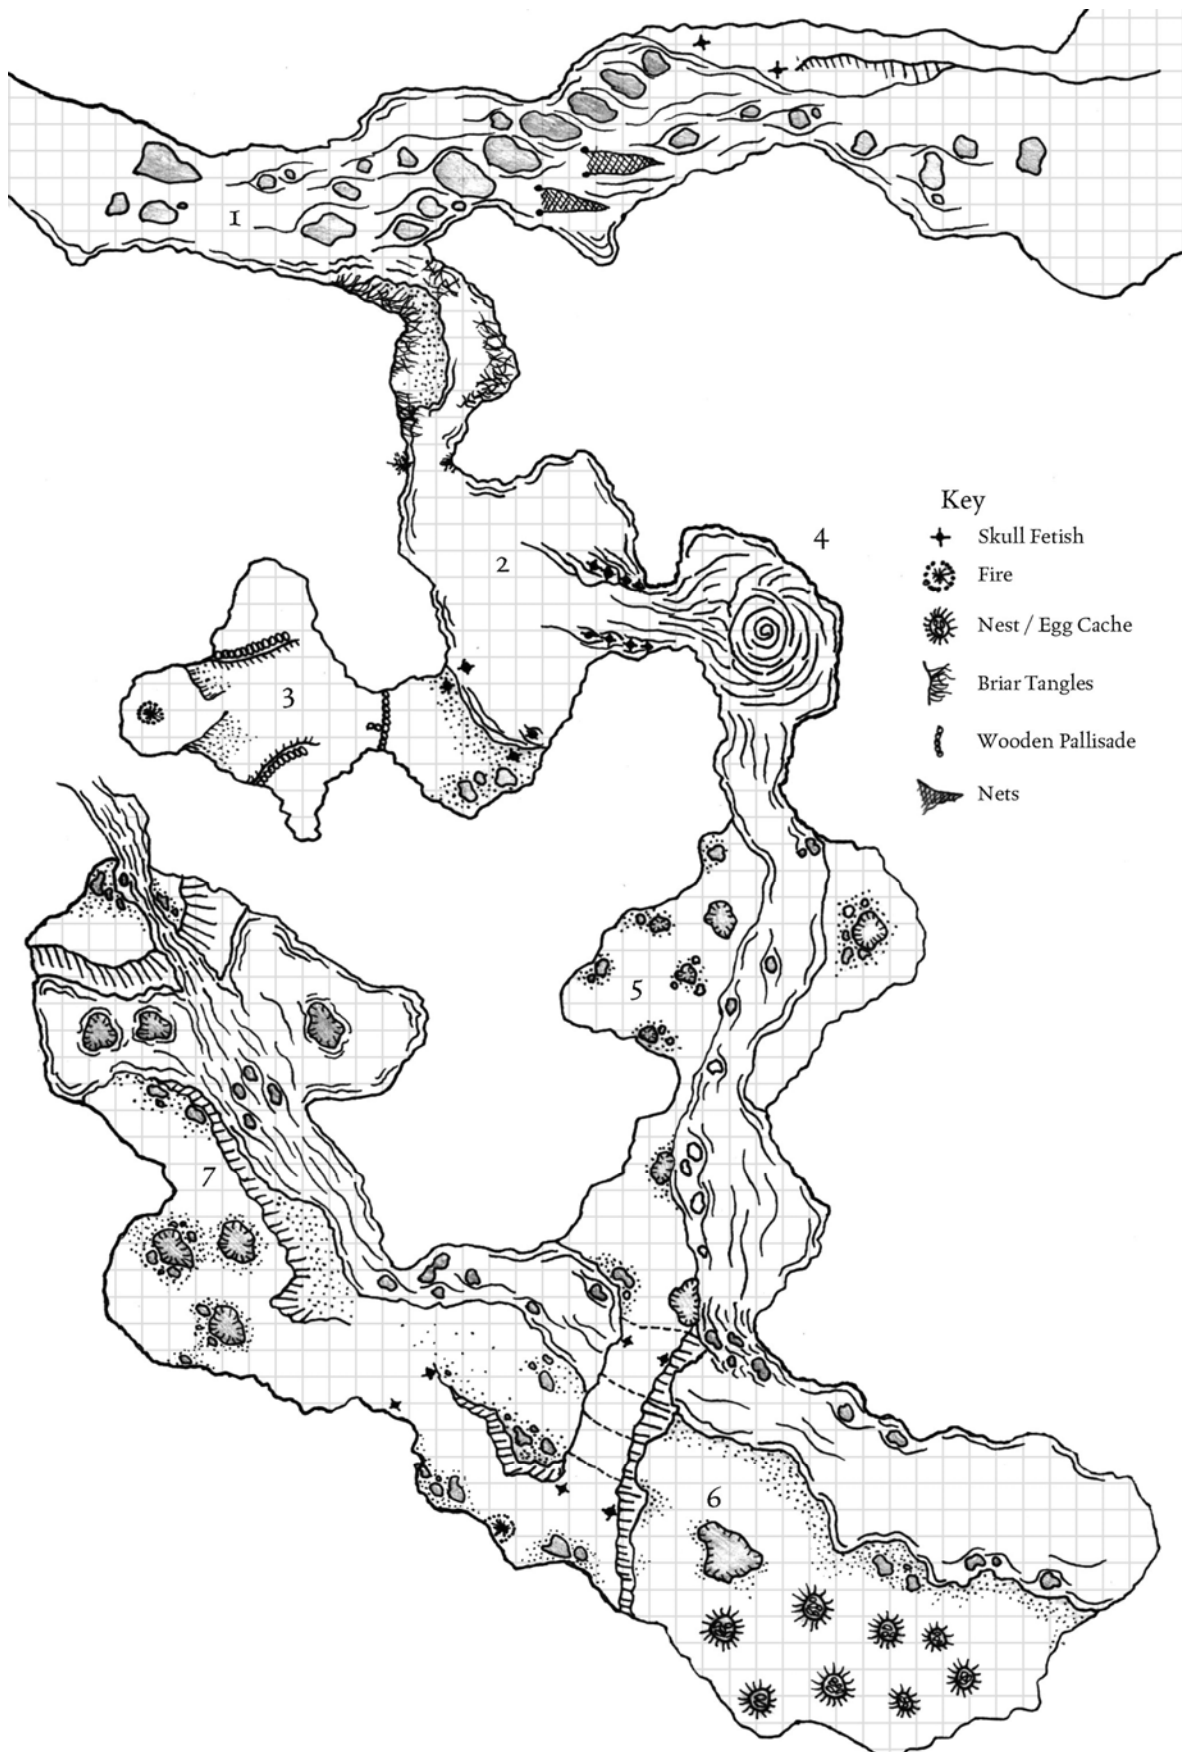 1
Key
Skull Fetish
2
4
Fire
Nest / Egg Cache
3
Briar Tangles
Wooden Pallisade
Nets
5
7
6